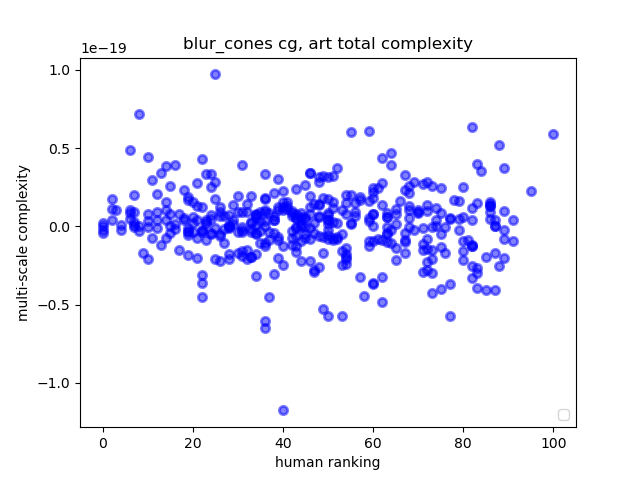 blur_cones cg, art total complexity
1e−19
1.0
0.5
0.0
−0.5
−1.0
multi-scale complexity
0 20 40 60 80 100
human ranking